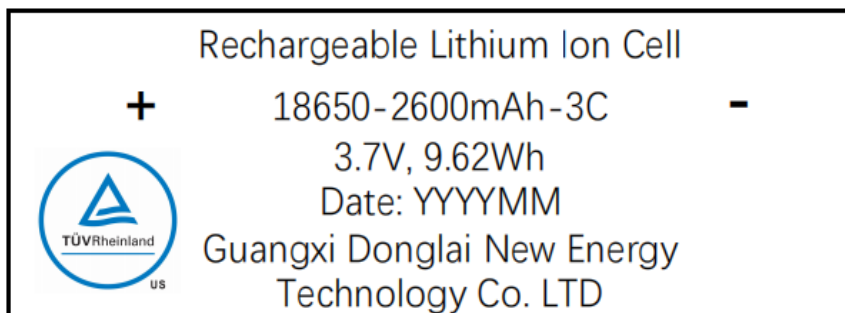 Rechargeable Lithium Ion Cell
+ 18650-2600mAh-3C -
3.7V, 9.62Wh
Date: YYYYMM
TÜVRheinland
US
Guangxi Donglai New Energy
Technology Co. LTD